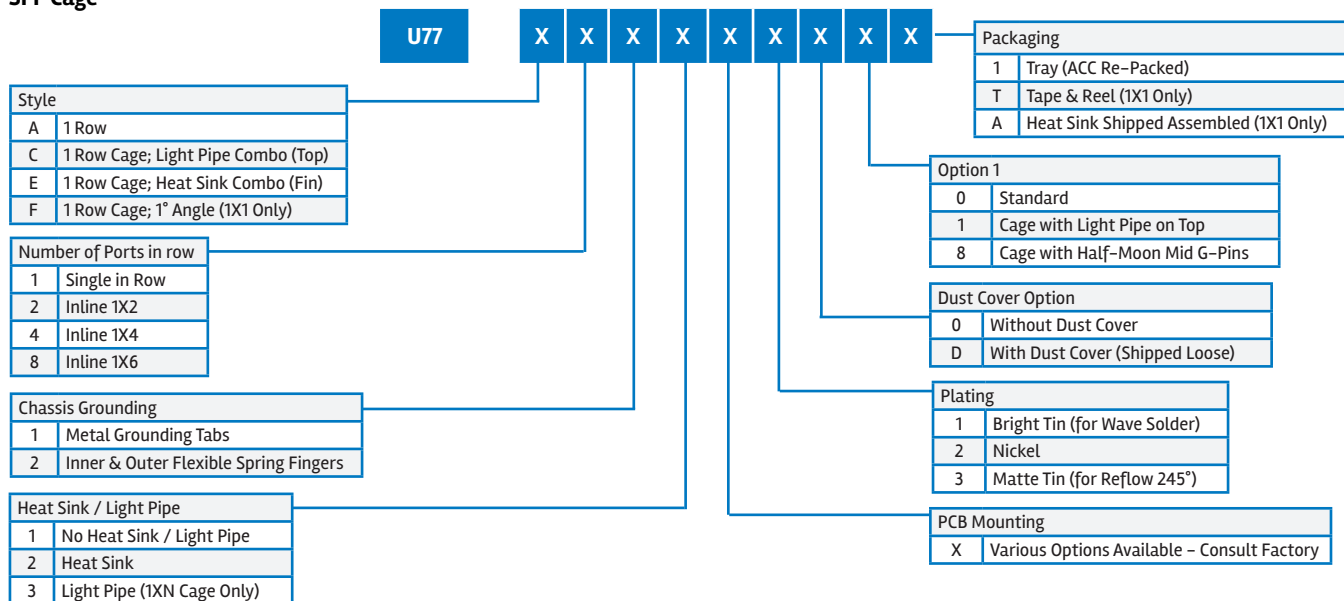 SFP Cage
U77 X X X X X X X X X
Packaging
1 Tray (ACC Re-Packed)
T Tape & Reel (1X1 Only)
A Heat Sink Shipped Assembled (1X1 Only)
Style
A 1 Row
C 1 Row Cage; Light Pipe Combo (Top)
E 1 Row Cage; Heat Sink Combo (Fin)
F 1 Row Cage; 1° Angle (1X1 Only)
Option 1
0 Standard
1 Cage with Light Pipe on Top
8 Cage with Half-Moon Mid G-Pins
Number of Ports in row
1 Single in Row
2 Inline 1X2
4 Inline 1X4
8 Inline 1X6
Dust Cover Option
0 Without Dust Cover
D With Dust Cover (Shipped Loose)
Chassis Grounding
1 Metal Grounding Tabs
2 Inner & Outer Flexible Spring Fingers
Plating
1 Bright Tin (for Wave Solder)
2 Nickel
3 Matte Tin (for Reflow 245°)
Heat Sink / Light Pipe
1 No Heat Sink / Light Pipe
2 Heat Sink
3 Light Pipe (1XN Cage Only)
PCB Mounting
X Various Options Available – Consult Factory